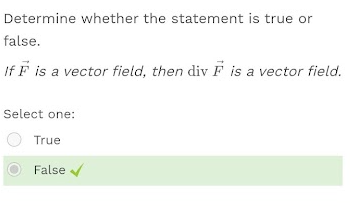 Determine whether the statement is true or
false.
If F⃗ is a vector field, then div F⃗ is a vector field.
Select one:
True
False